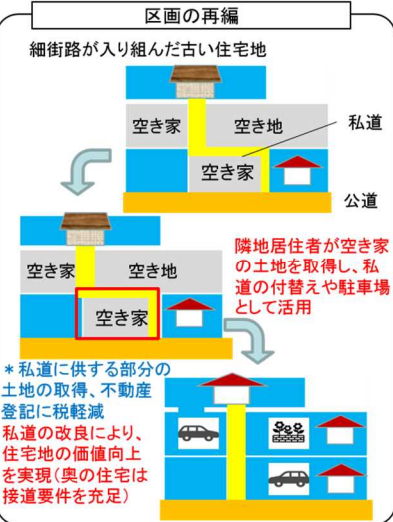 区画の再編
細街路が入り組んだ古い住宅地
空き家
空き地
私道
空き家
公道
空き家
空き地
空き家
隣地居住者が空き家
の土地を取得し、私
道の付替えや駐車場
として活用
＊私道に供する部分の
土地の取得、不動産
登記に税軽減
私道の改良により、
住宅地の価値向上
を実現(奥の住宅は
接道要件を充足)